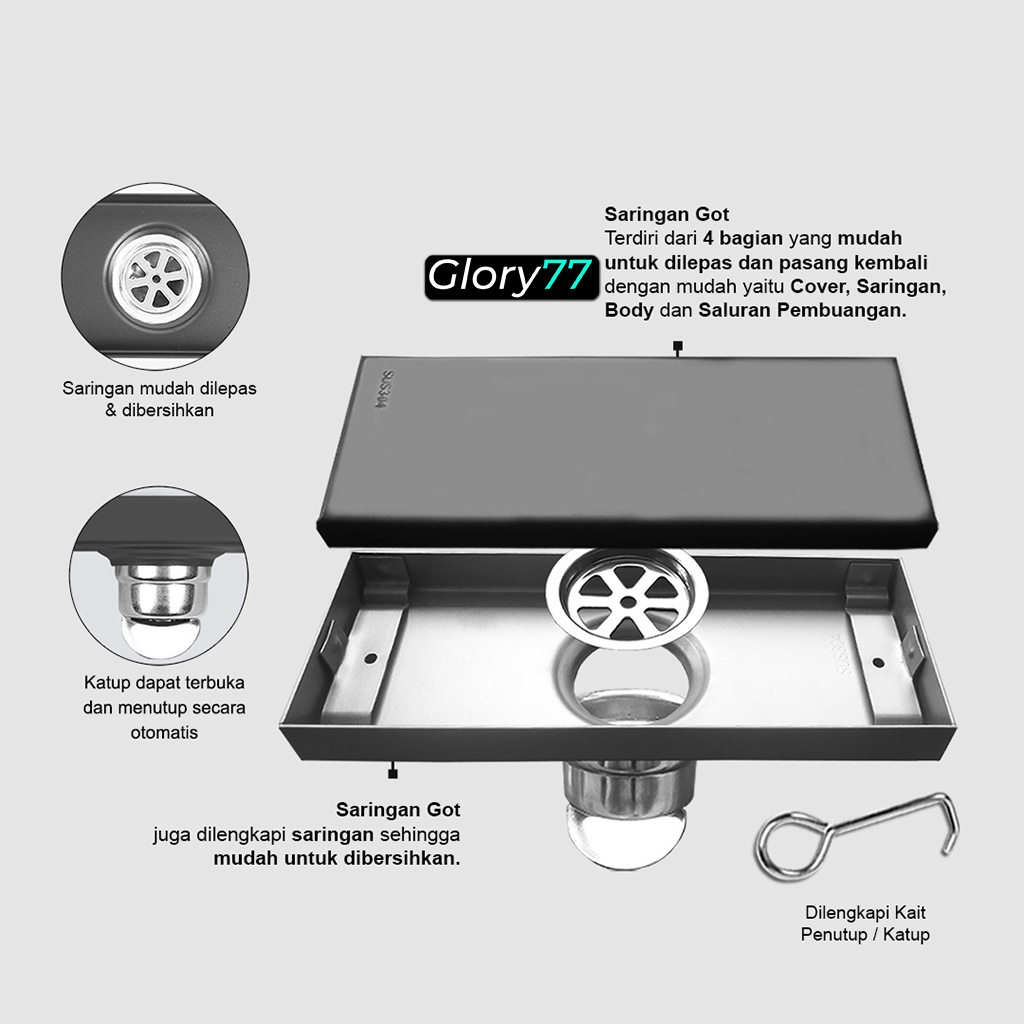 Saringan Got
Terdiri dari 4 bagian yang mudah
untuk dilepas dan pasang kembali
dengan mudah yaitu Cover, Saringan,
Body dan Saluran Pembuangan.
Glory77
SUS304
Saringan mudah dilepas
& dibersihkan
Katup dapat terbuka
dan menutup secara
otomatis
Saringan Got
juga dilengkapi saringan sehingga
mudah untuk dibersihkan.
Dilengkapi Kait
Penutup / Katup